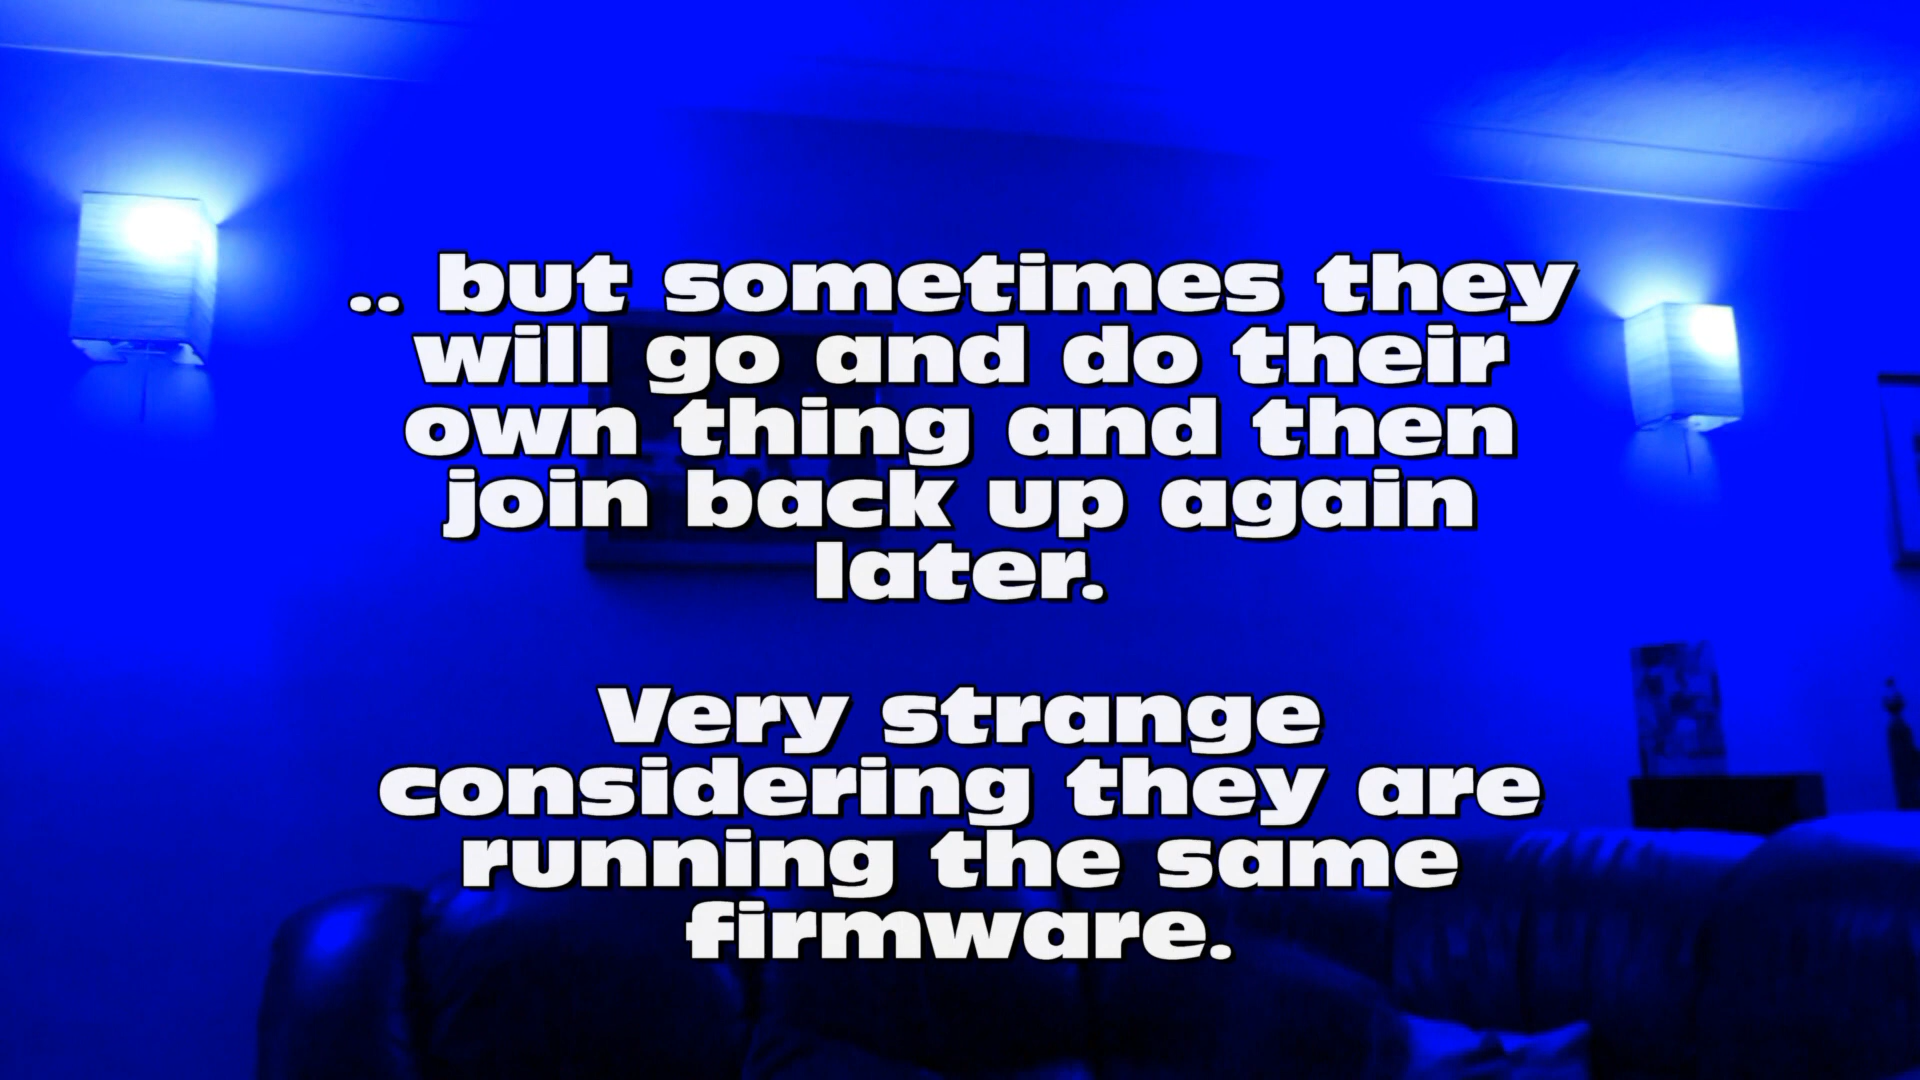 .. but sometimes they
will go and do their
own thing and then
join back up again
later.
Very strange
considering they are
running the same
firmware.